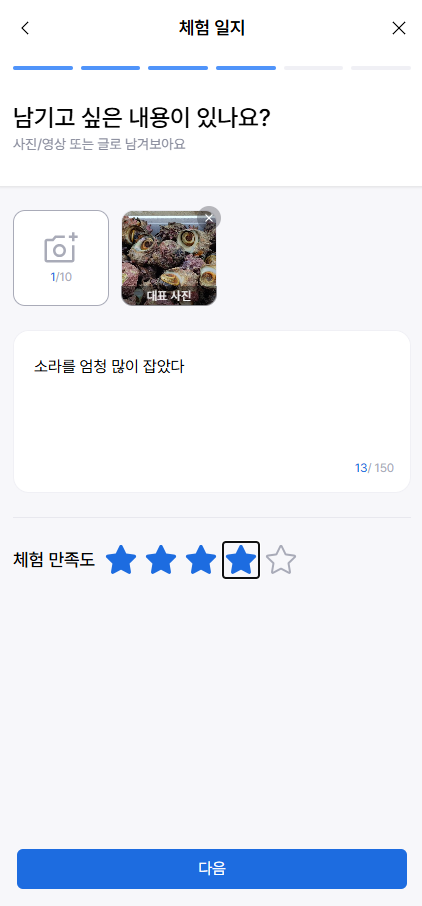 체험 일지
남기고 싶은 내용이 있나요?
사진/영상 또는 글로 남겨보아요
1/10
대표 사진
소라를 엄청 많이 잡았다
13/ 150
체험 만족도
다음